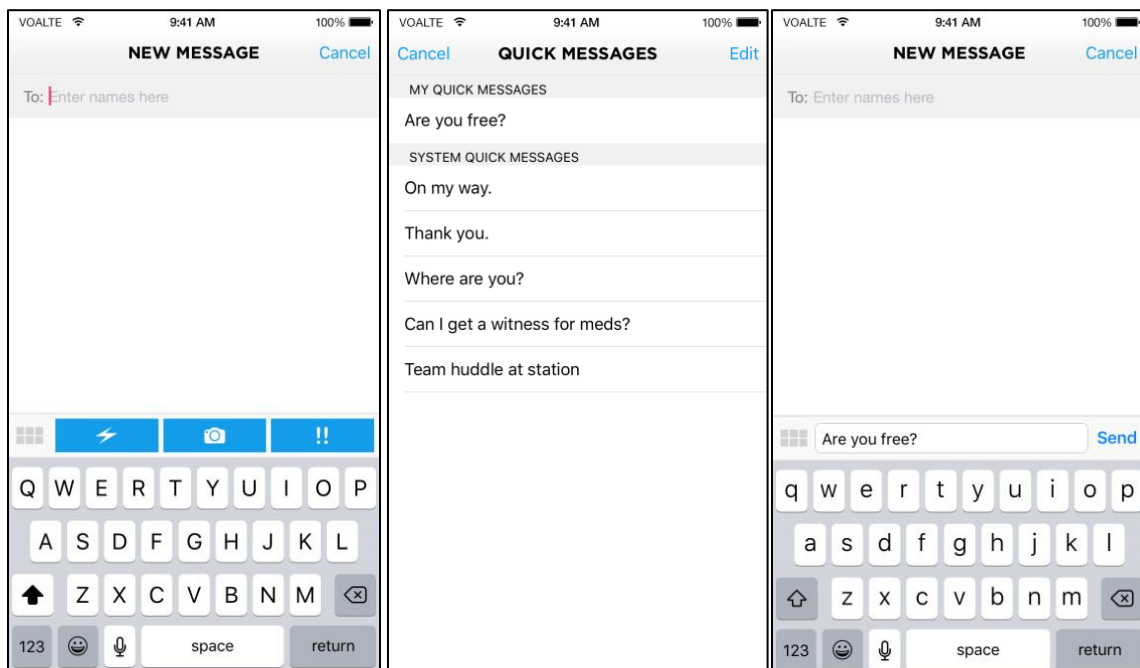 VOALTE 9:41 AM 100%
NEW MESSAGE Cancel
To: Enter names here
!!
Q W E R T Y U I O P
A S D F G H J K L
Z X C V B N M
123 space return
VOALTE 9:41 AM 100%
Cancel QUICK MESSAGES Edit
MY QUICK MESSAGES
Are you free?
SYSTEM QUICK MESSAGES
On my way.
Thank you.
Where are you?
Can I get a witness for meds?
Team huddle at station
VOALTE 9:41 AM 100%
NEW MESSAGE Cancel
To: Enter names here
Are you free? Send
q w e r t y u i o p
a s d f g h j k l
z x c v b n m
123 space return